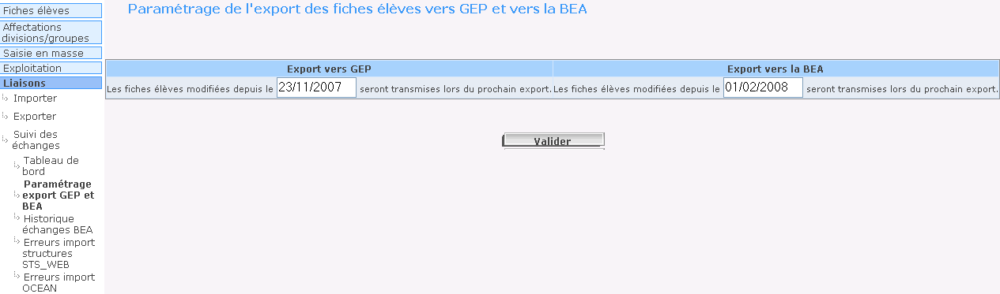 Fiches élèves
Affectations
divisions/groupes
Saisie en masse
Exploitation
Liaisons
Importer
Exporter
Suivi des
échanges
Tableau de
bord
Paramétrage
export GEP et
BEA
Historique
échanges BEA
Erreurs import
structures
STS_WEB
Erreurs import
OCEAN
Paramétrage de l'export des fiches élèves vers GEP et vers la BEA
Export vers GEP
Les fiches élèves modifiées depuis le 23/11/2007 seront transmises lors du prochain export.
Export vers la BEA
Les fiches élèves modifiées depuis le 01/02/2008 seront transmises lors du prochain export.
Valider